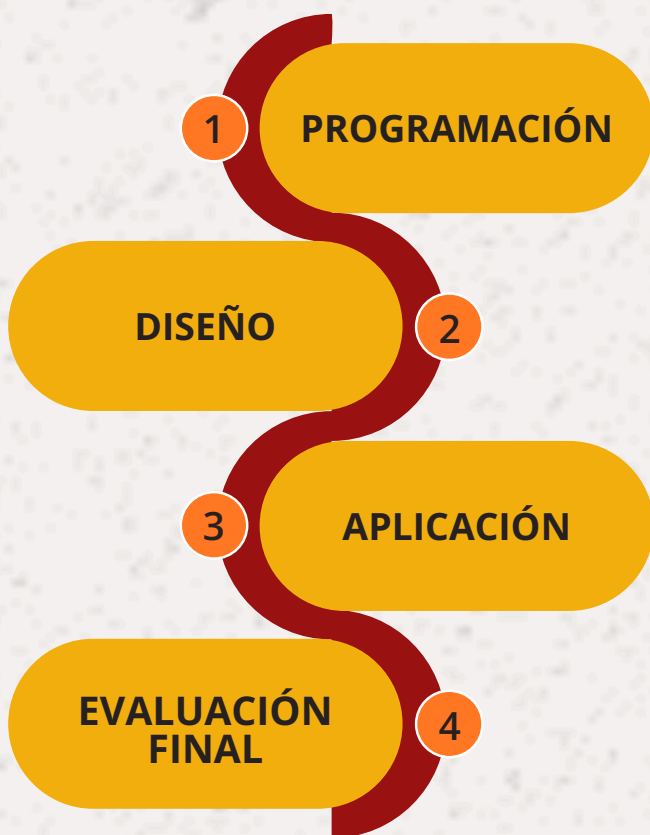 1
PROGRAMACIÓN
DISEÑO
2
3
APLICACIÓN
EVALUACIÓN
FINAL
4